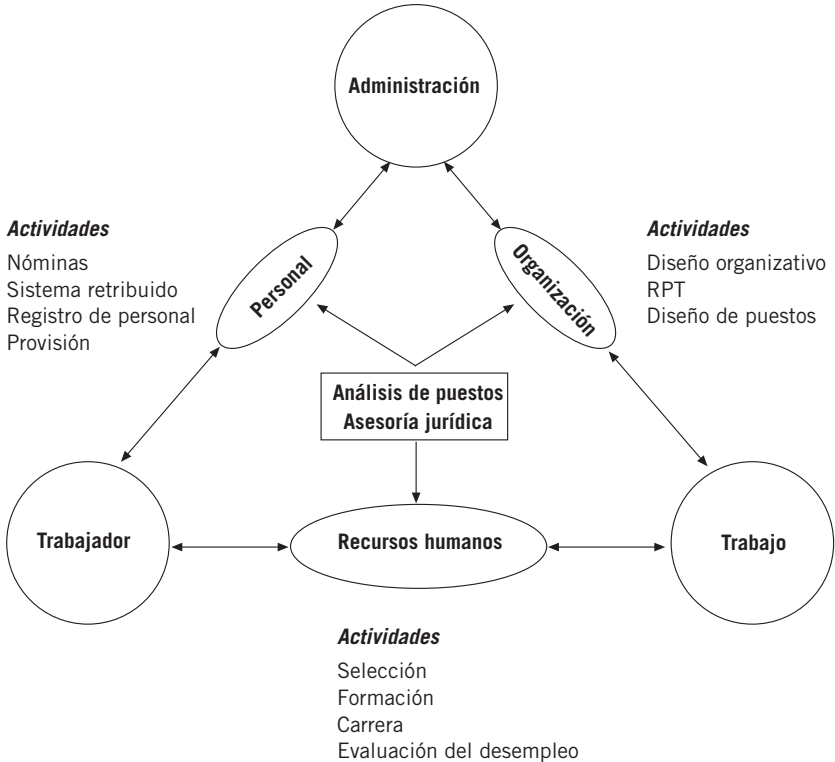 Administración
Actividades
Nóminas
Sistema retribuido
Registro de personal
Provisión
Personal
Organización
Actividades
Diseño organizativo
RPT
Diseño de puestos
Análisis de puestos
Asesoría jurídica
Trabajador
Recursos humanos
Trabajo
Actividades
Selección
Formación
Carrera
Evaluación del desempleo